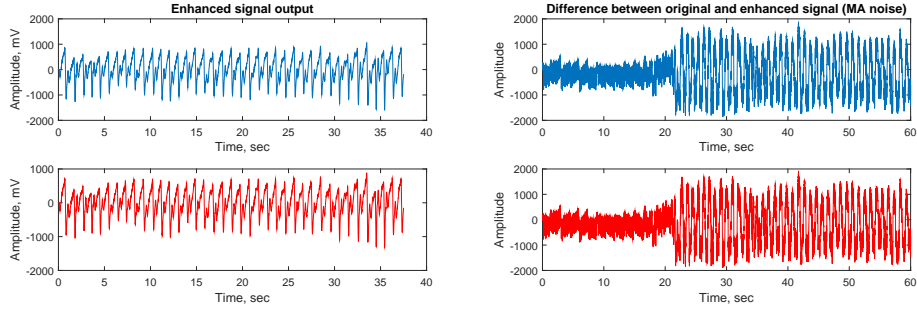 Enhanced signal output
2000
1000
0
-1000
-2000
Amplitude, mV
0 5 10 15 20 25 30 35 40
Time, sec
Difference between original and enhanced signal (MA noise)
2000
1000
0
-1000
-2000
Amplitude
0 10 20 30 40 50 60
Time, sec
1000
0
-1000
-2000
Amplitude, mV
0 5 10 15 20 25 30 35 40
Time, sec
2000
1000
0
-1000
-2000
Amplitude
0 10 20 30 40 50 60
Time, sec